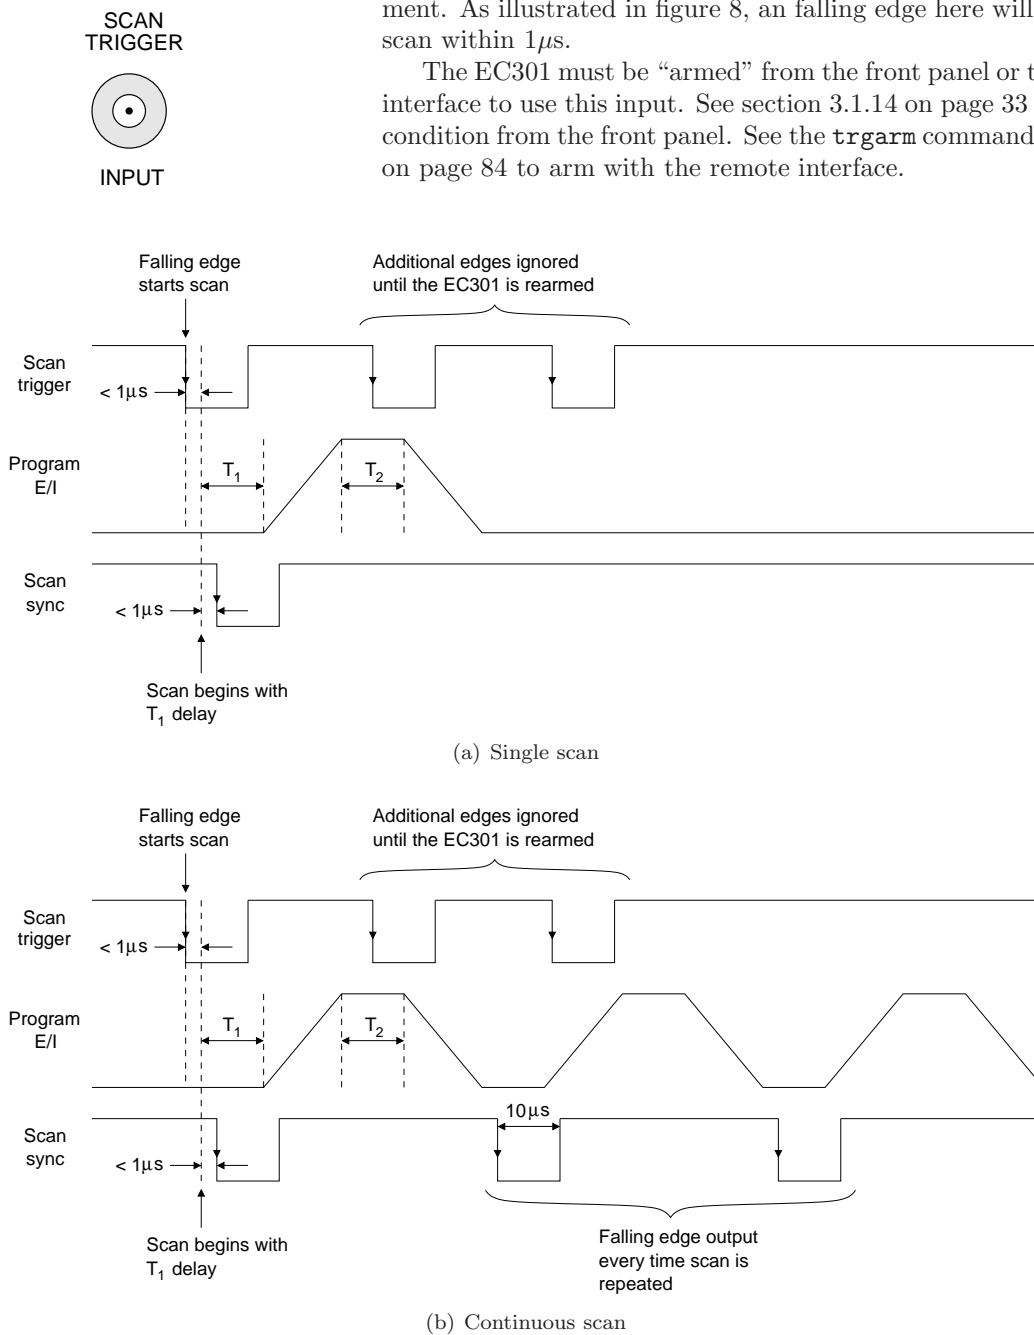 SCAN
TRIGGER
INPUT
ment. As illustrated in figure 8, an falling edge here will
scan within 1μs.
The EC301 must be “armed” from the front panel or t
interface to use this input. See section 3.1.14 on page 33
condition from the front panel. See the trgarm command
on page 84 to arm with the remote interface.
Falling edge
starts scan
Additional edges ignored
until the EC301 is rearmed
Scan
trigger
< 1μs
Program
E/I
T1
T2
Scan
sync
< 1μs
Scan begins with
T1 delay
(a) Single scan
Falling edge
starts scan
Additional edges ignored
until the EC301 is rearmed
Scan
trigger
< 1μs
Program
E/I
T1
T2
Scan
sync
10μs
< 1μs
Scan begins with
T1 delay
Falling edge output
every time scan is
repeated
(b) Continuous scan